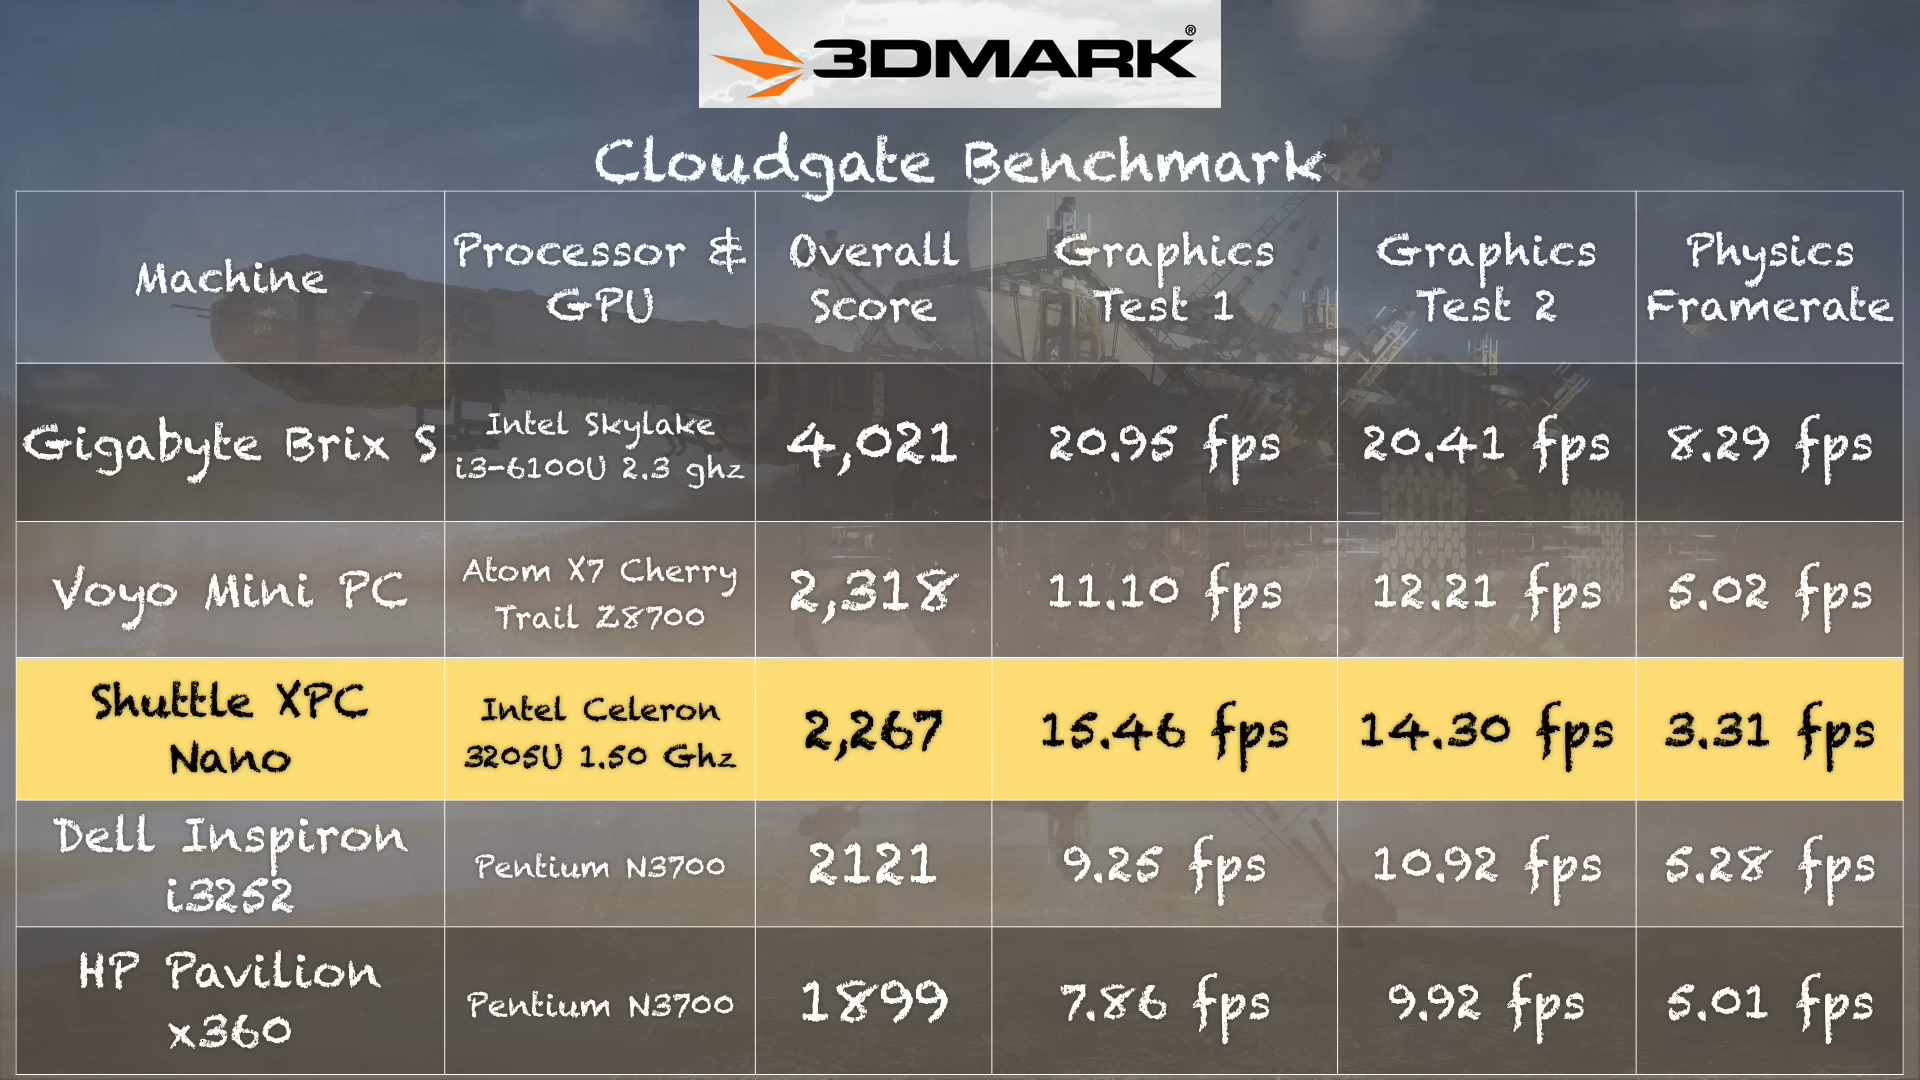 3DMARK®
Cloudgate Benchmark
Machine
Processor &
GPU
Overall
Score
Graphics
Test 1
Graphics
Test 2
Physics
Framerate
Gigabyte Brix S
Intel Skylake
i3-6100U 2.3 ghz
4,021
20.95 fps
20.41 fps
8.29 fps
Voyo Mini PC
Atom X7 Cherry
Trail Z8700
2,318
11.10 fps
12.21 fps
5.02 fps
Shuttle XPC
Nano
Intel Celeron
3205U 1.50 Ghz
2,267
15.46 fps
14.30 fps
3.31 fps
Dell Inspiron
i3252
Pentium N3700
2121
9.25 fps
10.92 fps
5.28 fps
HP Pavilion
x360
Pentium N3700
1899
7.86 fps
9.92 fps
5.01 fps